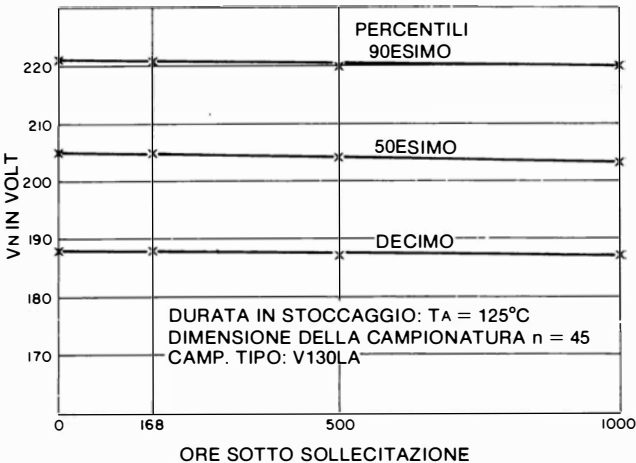 PERCENTILI
90ESIMO
220
210
50ESIMO
200
VN IN VOLT
190
DECIMO
180
DURATA IN STOCCAGGIO: TA = 125°C
DIMENSIONE DELLA CAMPIONATURA n = 45
CAMP. TIPO: V130LA
170
0 168 500 1000
ORE SOTTO SOLLECITAZIONE